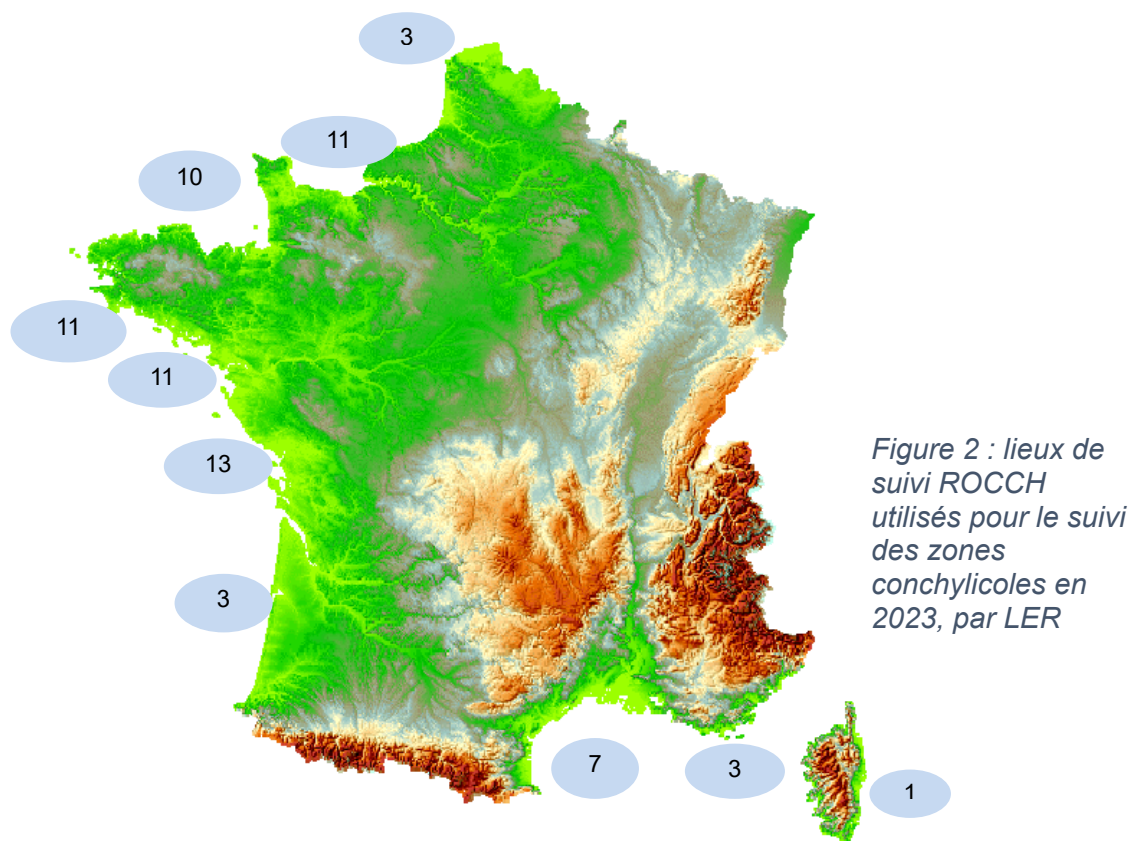 3
11
10
11
11
13
3
7
3
1
Figure 2 : lieux de
suivi ROCCH
utilisés pour le suivi
des zones
conchylicoles en
2023, par LER